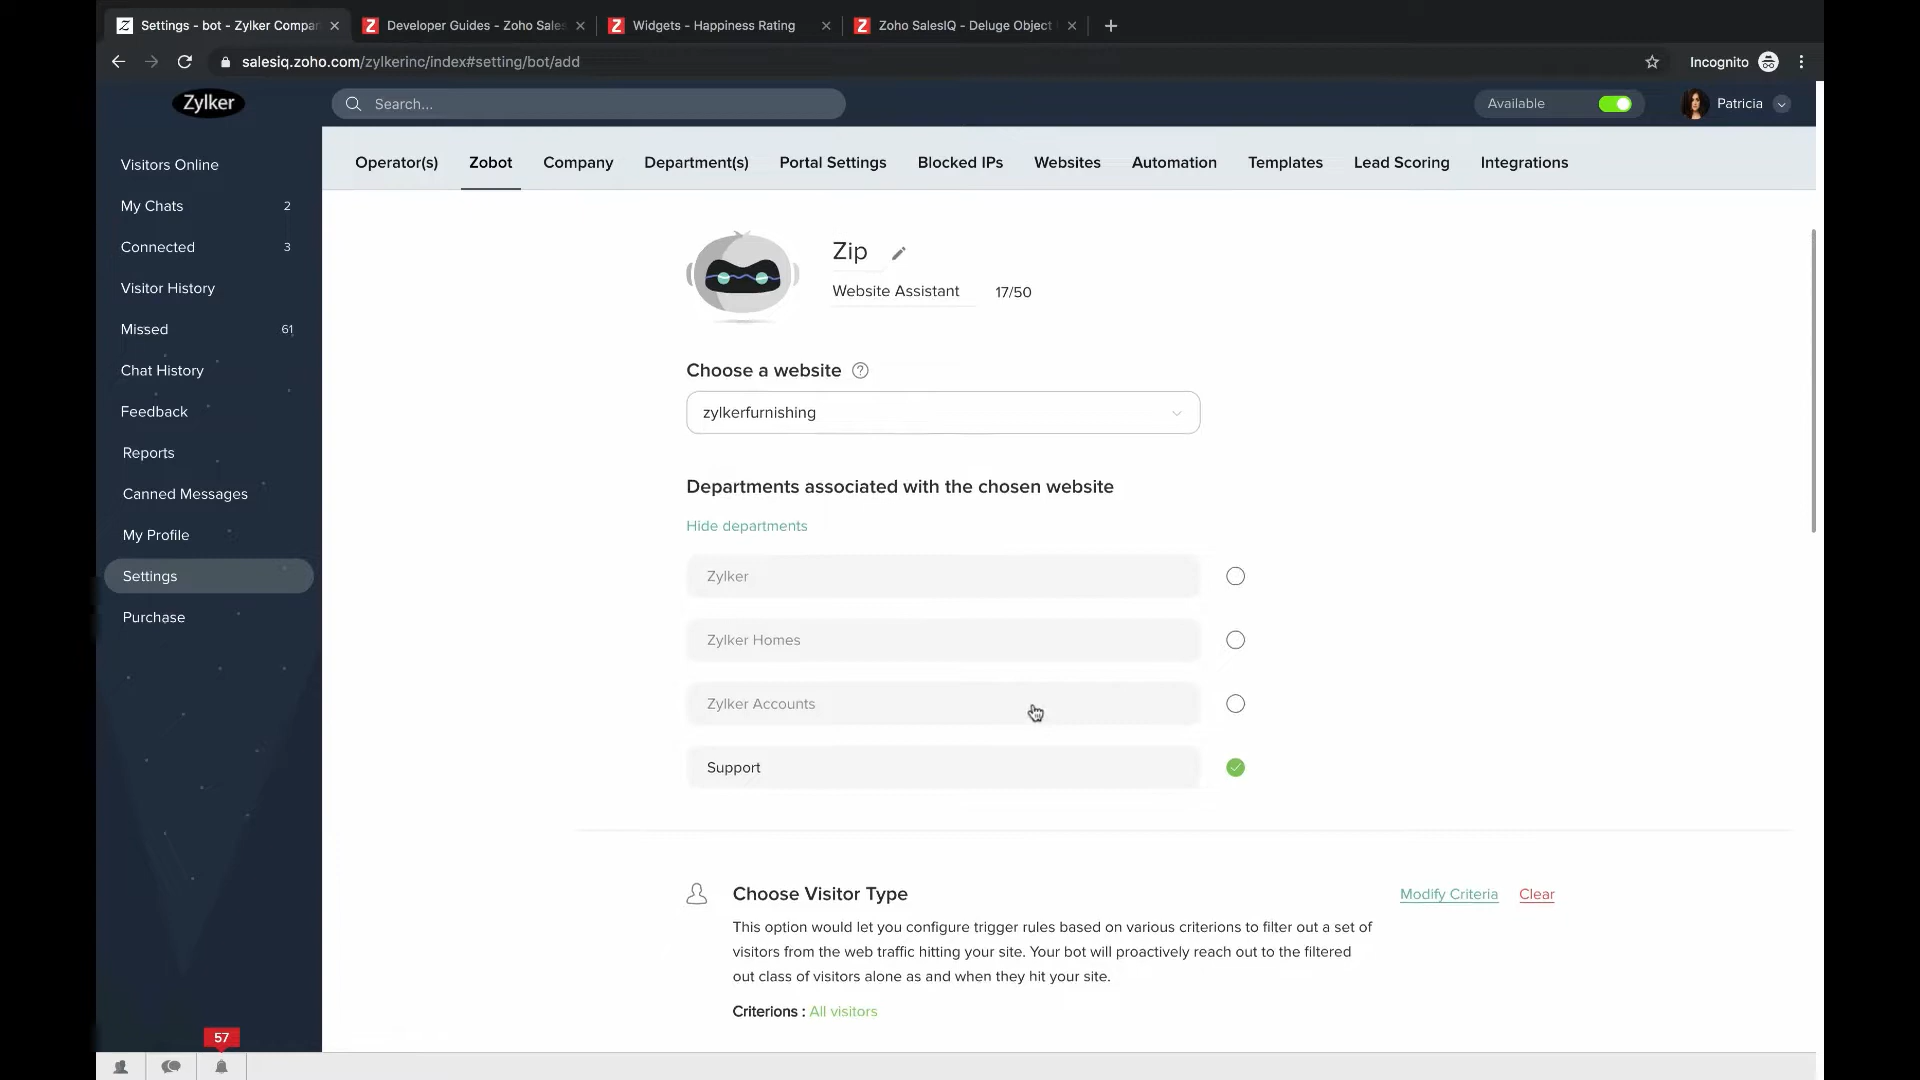 Settings - bot - Zylker Compan
Developer Guides - Zoho Sales
Widgets - Happiness Rating
Zoho SalesIQ - Deluge Object
salesiq.zoho.com/zylkerinc/index#setting/bot/add
Incognito
Zylker
Search...
Available
Patricia
Visitors Online
My Chats 2
Connected 3
Visitor History
Missed 61
Chat History
Feedback
Reports
Canned Messages
My Profile
Settings
Purchase
57
Operator(s) Zobot Company Department(s) Portal Settings Blocked IPs Websites Automation Templates Lead Scoring Integrations
Zip
Website Assistant 17/50
Choose a website ?
zylkerfurnishing
Departments associated with the chosen website
Hide departments
Zylker
Zylker Homes
Zylker Accounts
Support
Choose Visitor Type
Modify Criteria Clear
This option would let you configure trigger rules based on various criterions to filter out a set of
visitors from the web traffic hitting your site. Your bot will proactively reach out to the filtered
out class of visitors alone as and when they hit your site.
Criterions : All visitors